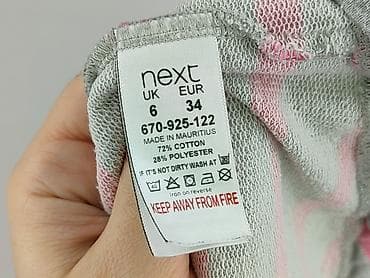 next
UK EUR
6 34
670-925-122
MADE IN MAURITIUS
72% COTTON
28% POLYESTER
IF IT'S NOT DIRTY WASH AT
iron on reverse
KEEP AWAY FROM FIRE